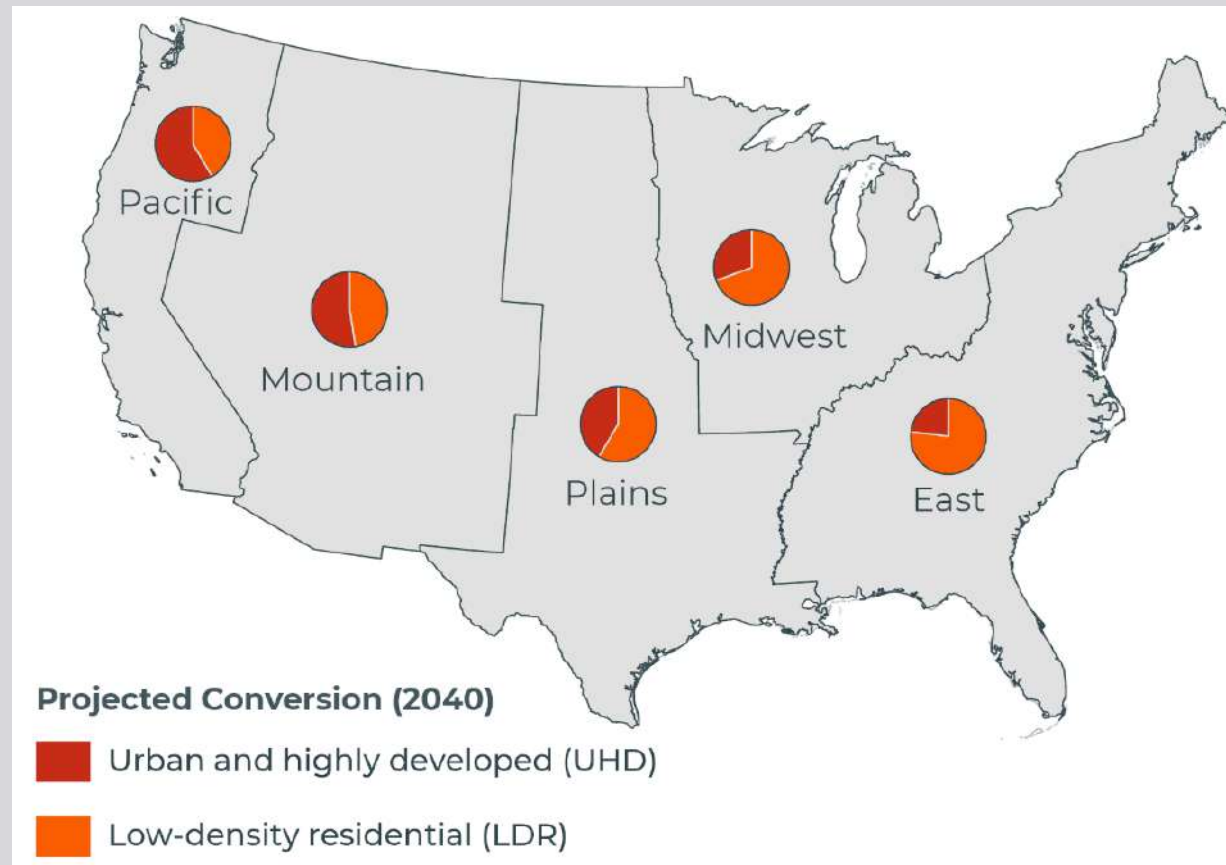 Pacific
Mountain
Midwest
Plains
East
Projected Conversion (2040)
Urban and highly developed (UHD)
Low-density residential (LDR)